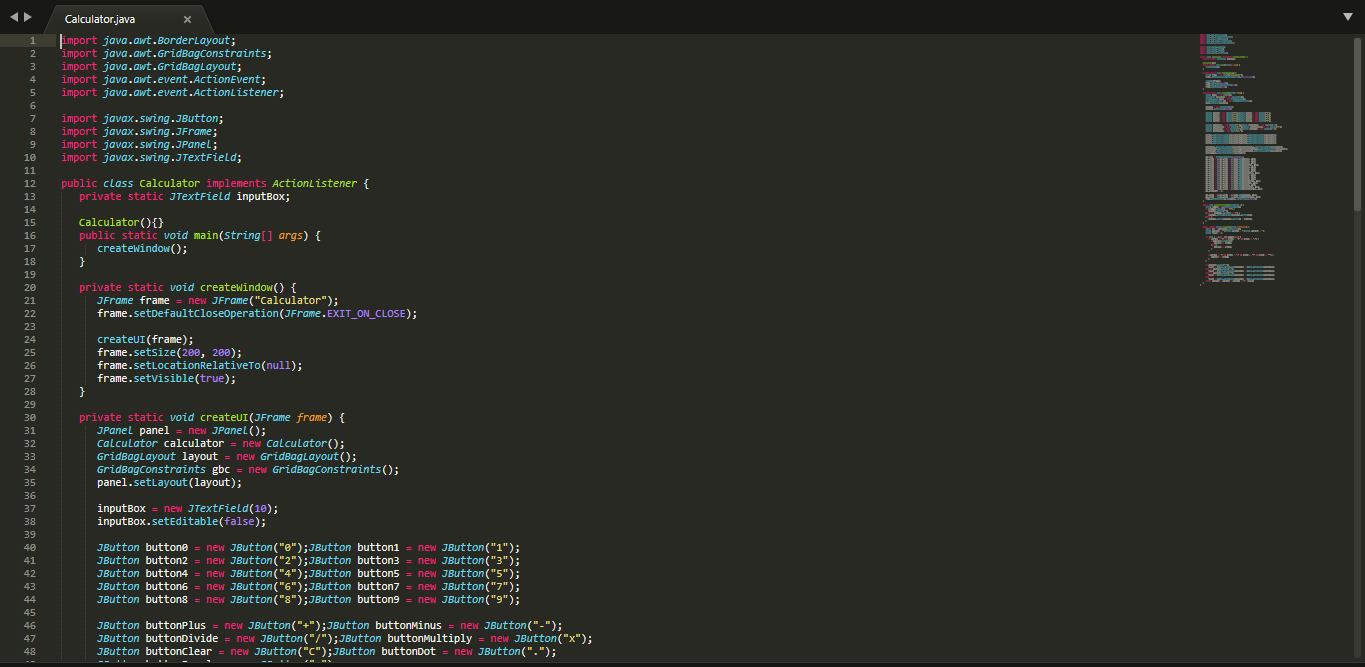 Calculator.java
1 import java.awt.BorderLayout;
2 import java.awt.GridBagConstraints;
3 import java.awt.GridBagLayout;
4 import java.awt.event.ActionEvent;
5 import java.awt.event.ActionListener;
6
7 import javax.swing.JButton;
8 import javax.swing.JFrame;
9 import javax.swing.JPanel;
10 import javax.swing.JTextField;
11
12 public class Calculator implements ActionListener {
13 private static JTextField inputBox;
14
15 Calculator(){}
16 public static void main(String[] args) {
17 createWindow();
18 }
19
20 private static void createWindow() {
21 JFrame frame = new JFrame("Calculator");
22 frame.setDefaultCloseOperation(JFrame.EXIT_ON_CLOSE);
23
24 createUI(frame);
25 frame.setSize(200, 200);
26 frame.setLocationRelativeTo(null);
27 frame.setVisible(true);
28 }
29
30 private static void createUI(JFrame frame) {
31 JPanel panel = new JPanel();
32 Calculator calculator = new Calculator();
33 GridBagLayout layout = new GridBagLayout();
34 GridBagConstraints gbc = new GridBagConstraints();
35 panel.setLayout(layout);
36
37 inputBox = new JTextField(10);
38 inputBox.setEditable(false);
39
40 JButton button0 = new JButton("0");JButton button1 = new JButton("1");
41 JButton button2 = new JButton("2");JButton button3 = new JButton("3");
42 JButton button4 = new JButton("4");JButton button5 = new JButton("5");
43 JButton button6 = new JButton("6");JButton button7 = new JButton("7");
44 JButton button8 = new JButton("8");JButton button9 = new JButton("9");
45
46 JButton buttonPlus = new JButton("+");JButton buttonMinus = new JButton("-");
47 JButton buttonDivide = new JButton("/");JButton buttonMultiply = new JButton("x");
48 JButton buttonClear = new JButton("C");JButton buttonDot = new JButton(".");